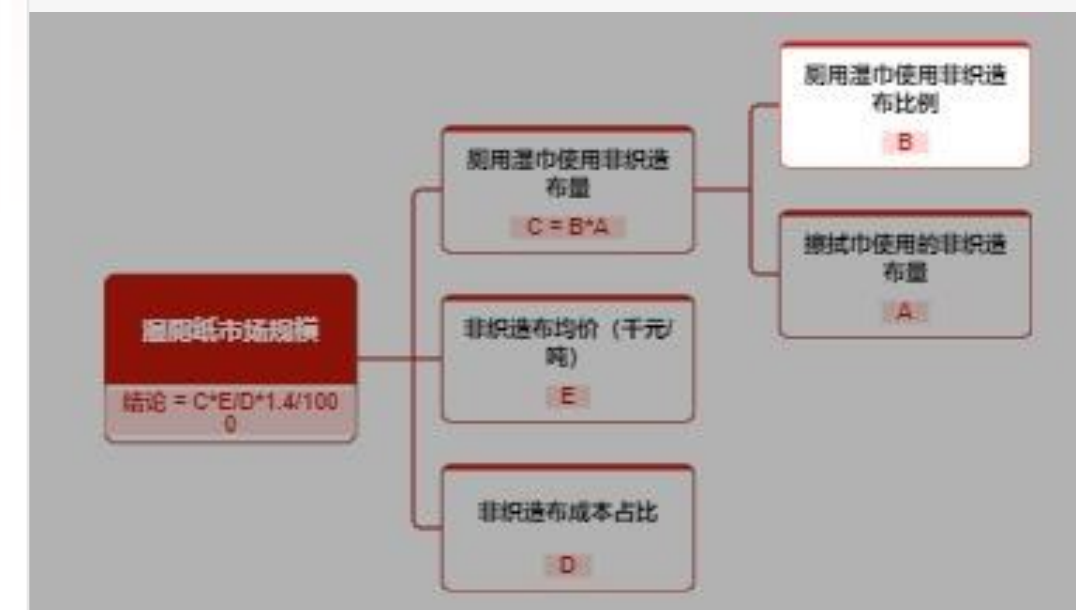 湿厕纸市场规模
结论 = C*E/D*1.4/100
0
厕用湿巾使用非织造
布量
C = B*A
非织造布均价（千元/
吨）
E
非织造布成本占比
D
厕用湿巾使用非织造
布比例
B
擦拭巾使用的非织造
布量
A